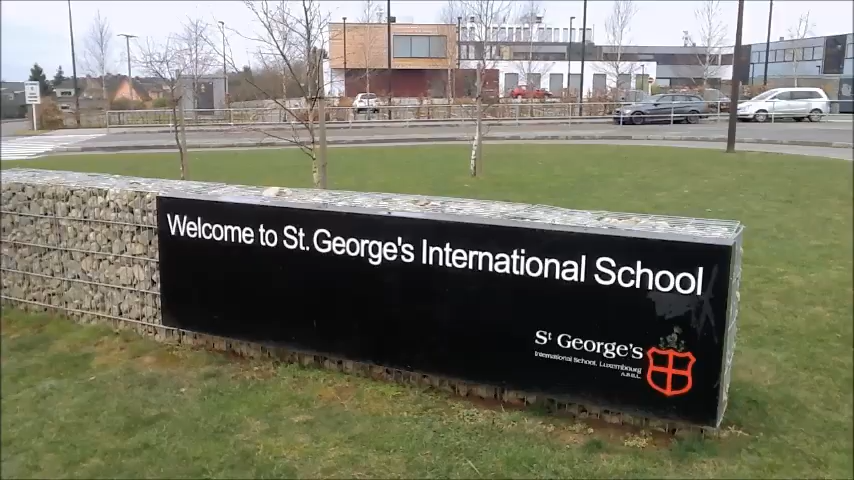 Welcome to St. George's International School
St George's
International School, Luxembourg
A.S.B.L.